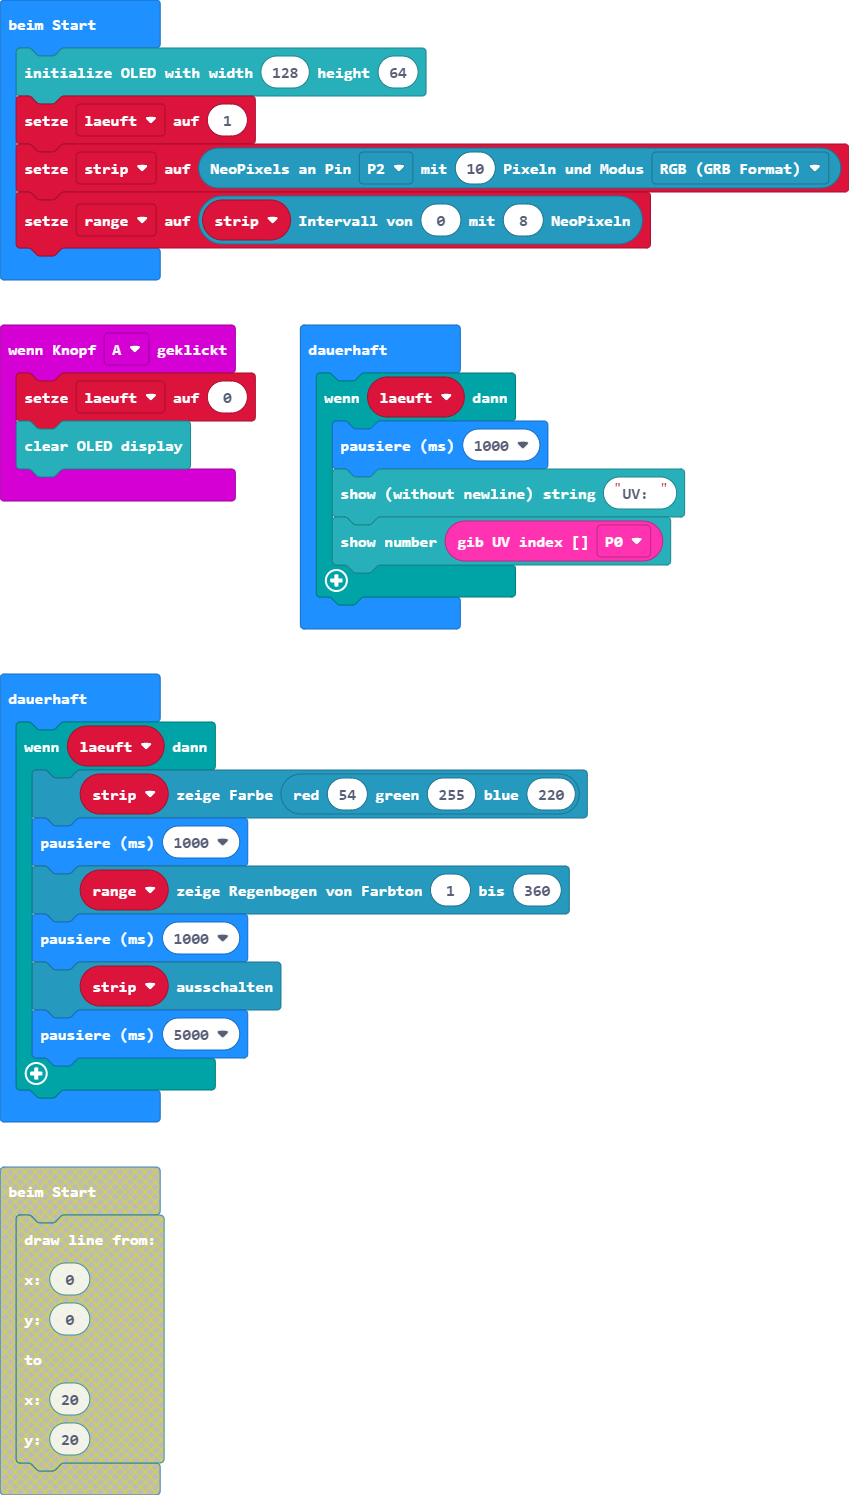 beim Start
initialize OLED with width 128 height 64
setze laeuft auf 1
setze strip auf NeoPixels an Pin P2 mit 10 Pixeln und Modus RGB (GRB Format)
setze range auf strip Intervall von 0 mit 8 NeoPixeln
wenn Knopf A geklickt
setze laeuft auf 0
clear OLED display
dauerhaft
wenn laeuft dann
pausiere (ms) 1000
show (without newline) string "UV: "
show number gib UV index [] P0
dauerhaft
wenn laeuft dann
strip zeige Farbe red 54 green 255 blue 220
pausiere (ms) 1000
range zeige Regenbogen von Farbton 1 bis 360
pausiere (ms) 1000
strip ausschalten
pausiere (ms) 5000
beim Start
draw line from:
x: 0
y: 0
to
x: 20
y: 20